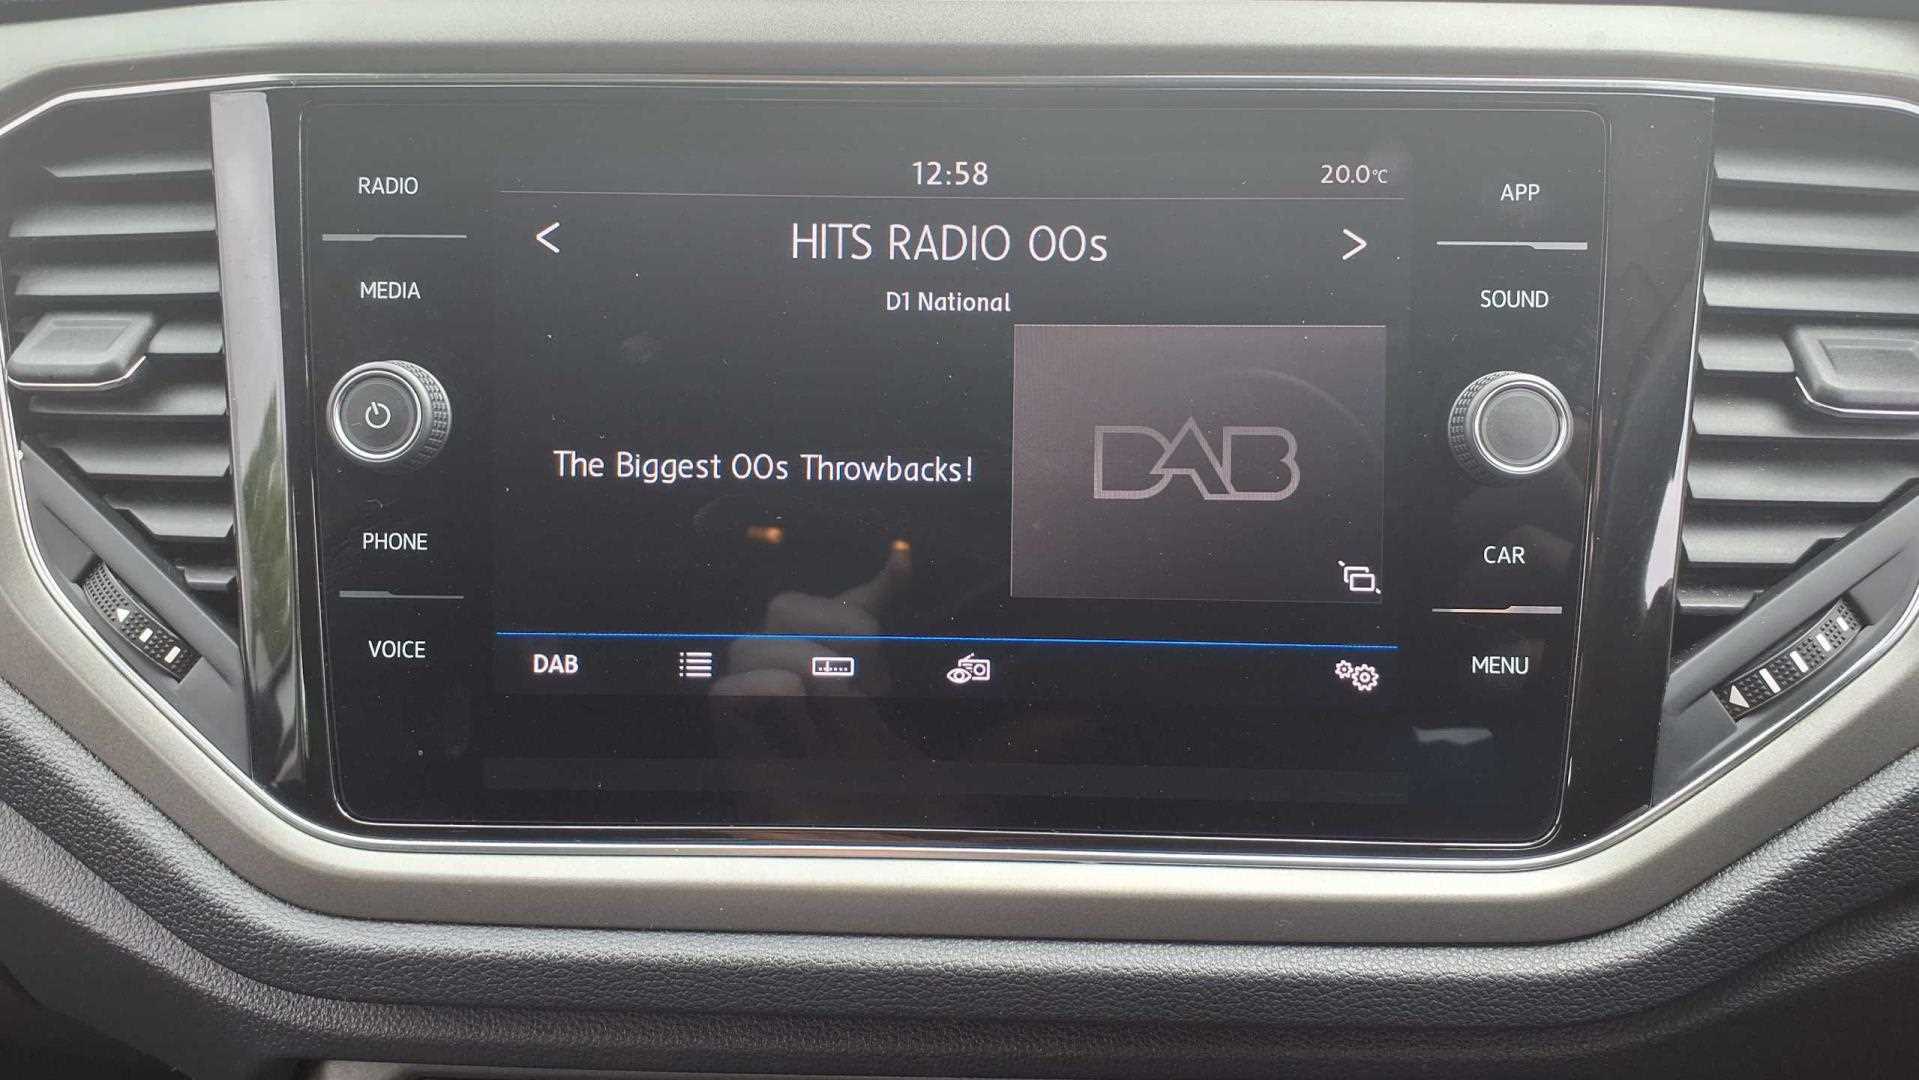 12:58
20.0°C
RADIO
MEDIA
PHONE
VOICE
< HITS RADIO 00s >
D1 National
The Biggest 00s Throwbacks!
DAB
DAB
APP
SOUND
CAR
MENU